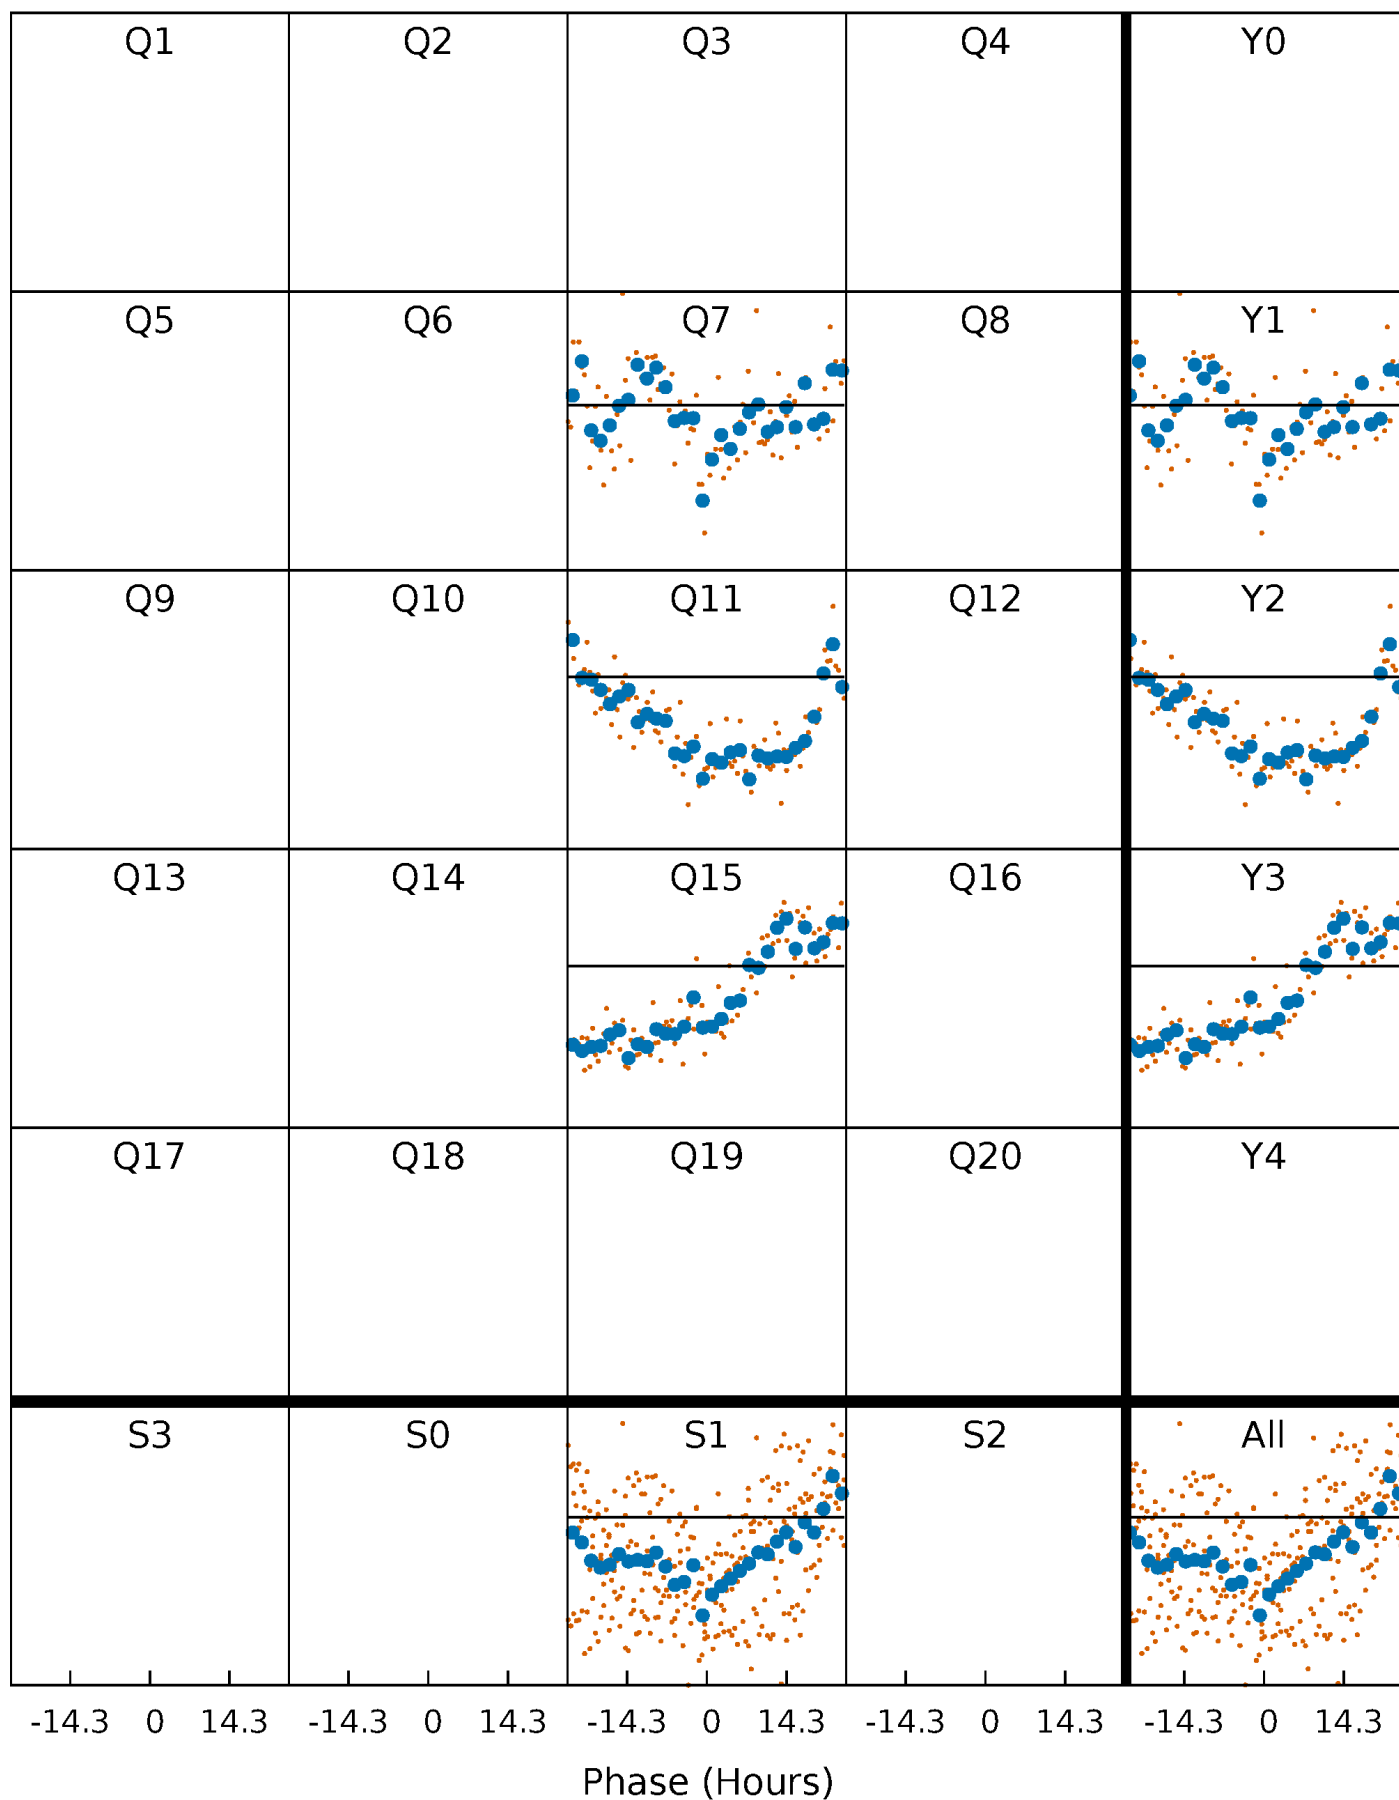 Q1 Q2 Q3 Q4 Y0
Q5 Q6 Q7 Q8 Y1
Q9 Q10 Q11 Q12 Y2
Q13 Q14 Q15 Q16 Y3
Q17 Q18 Q19 Q20 Y4
S3 S0 S1 S2 All
-14.3 0 14.3 -14.3 0 14.3 -14.3 0 14.3 -14.3 0 14.3 -14.3 0 14.3
Phase (Hours)